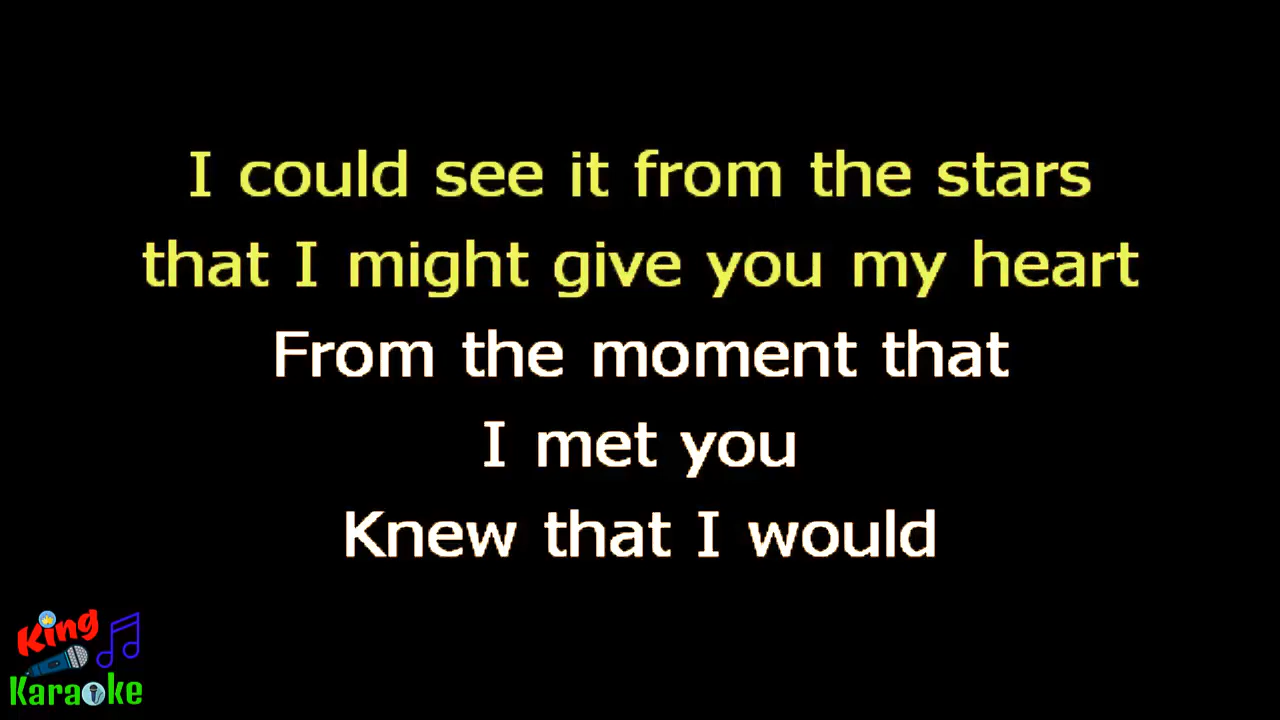 I could see it from the stars
that I might give you my heart
From the moment that
I met you
Knew that I would
King
Karaoke